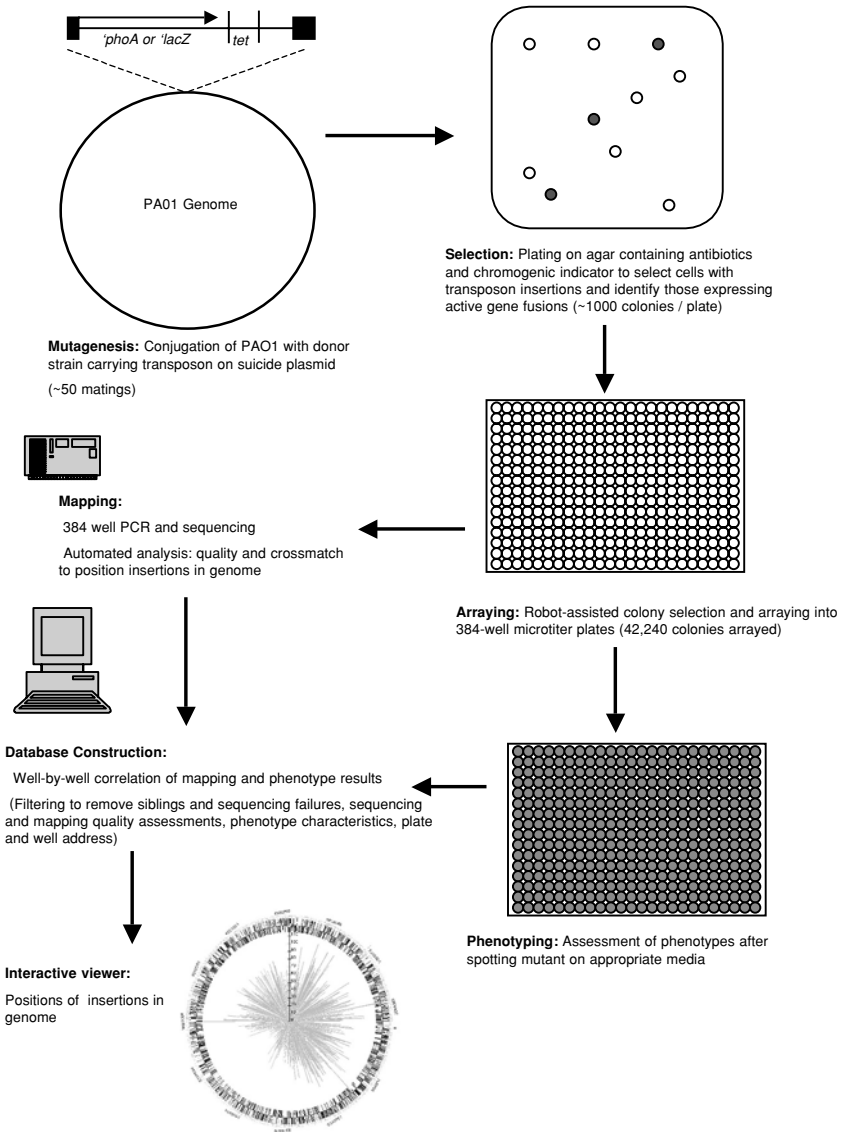 'phoA or 'lacZ
tet
PA01 Genome
Mutagenesis: Conjugation of PAO1 with donor
strain carrying transposon on suicide plasmid
(~50 matings)
Selection: Plating on agar containing antibiotics
and chromogenic indicator to select cells with
transposon insertions and identify those expressing
active gene fusions (~1000 colonies / plate)
Arraying: Robot-assisted colony selection and arraying into
384-well microtiter plates (42,240 colonies arrayed)
Mapping:
384 well PCR and sequencing
Automated analysis: quality and crossmatch
to position insertions in genome
Phenotyping: Assessment of phenotypes after
spotting mutant on appropriate media
Database Construction:
Well-by-well correlation of mapping and phenotype results
(Filtering to remove siblings and sequencing failures, sequencing
and mapping quality assessments, phenotype characteristics, plate
and well address)
Interactive viewer:
Positions of insertions in
genome